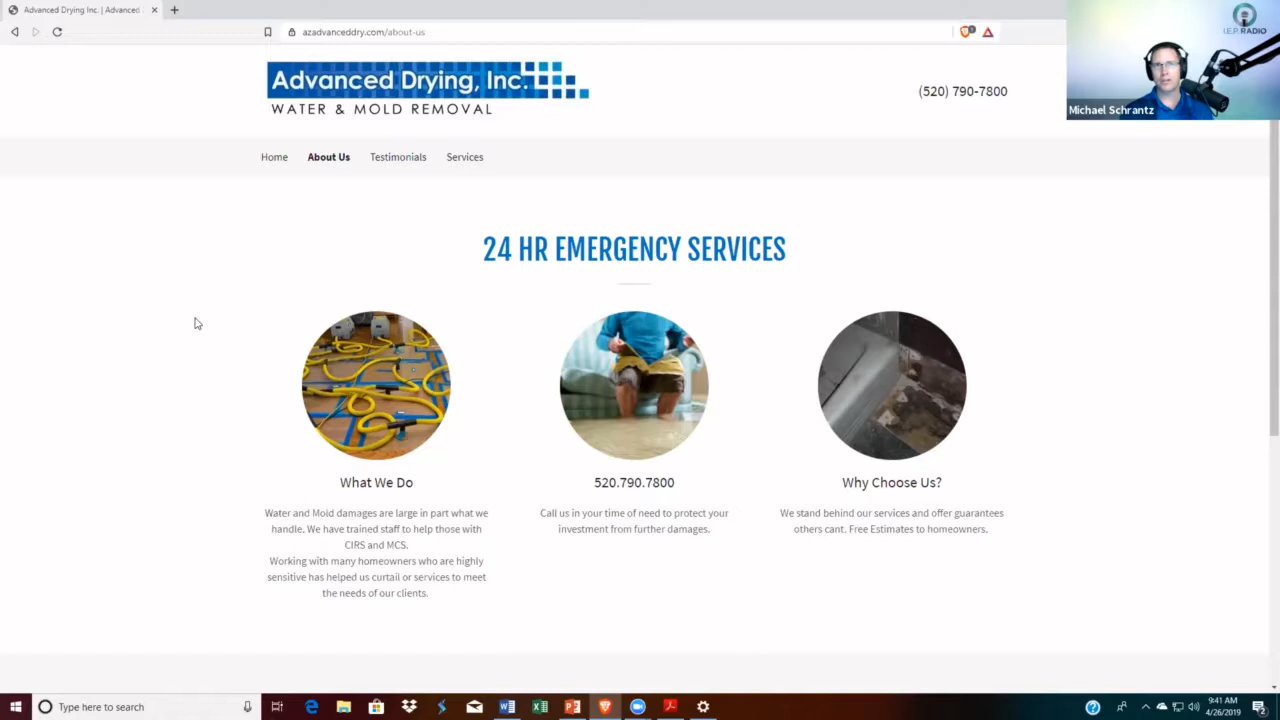 Advanced Drying Inc. | Advanced
azadvanceddry.com/about-us
I.E.P. RADIO
Michael Schrantz
Advanced Drying, Inc.
WATER & MOLD REMOVAL
(520) 790-7800
Home About Us Testimonials Services
24 HR EMERGENCY SERVICES
What We Do
Water and Mold damages are large in part what we
handle. We have trained staff to help those with
CIRS and MCS.
Working with many homeowners who are highly
sensitive has helped us curtail or services to meet
the needs of our clients.
520.790.7800
Call us in your time of need to protect your
investment from further damages.
Why Choose Us?
We stand behind our services and offer guarantees
others cant. Free Estimates to homeowners.
Type here to search
9:41 AM
4/26/2019